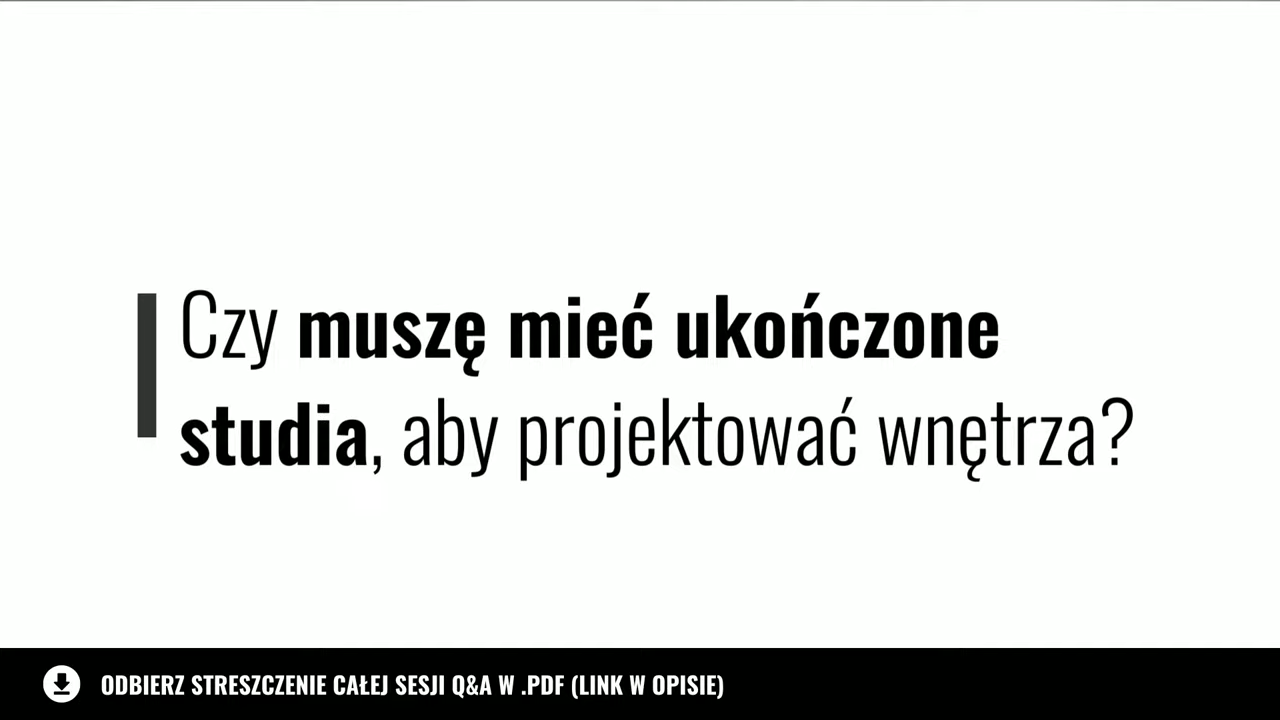 Czy muszę mieć ukończone
studia, aby projektować wnętrza?
ODBIERZ STRESZCZENIE CAŁEJ SESJI Q&A W .PDF (LINK W OPISIE)